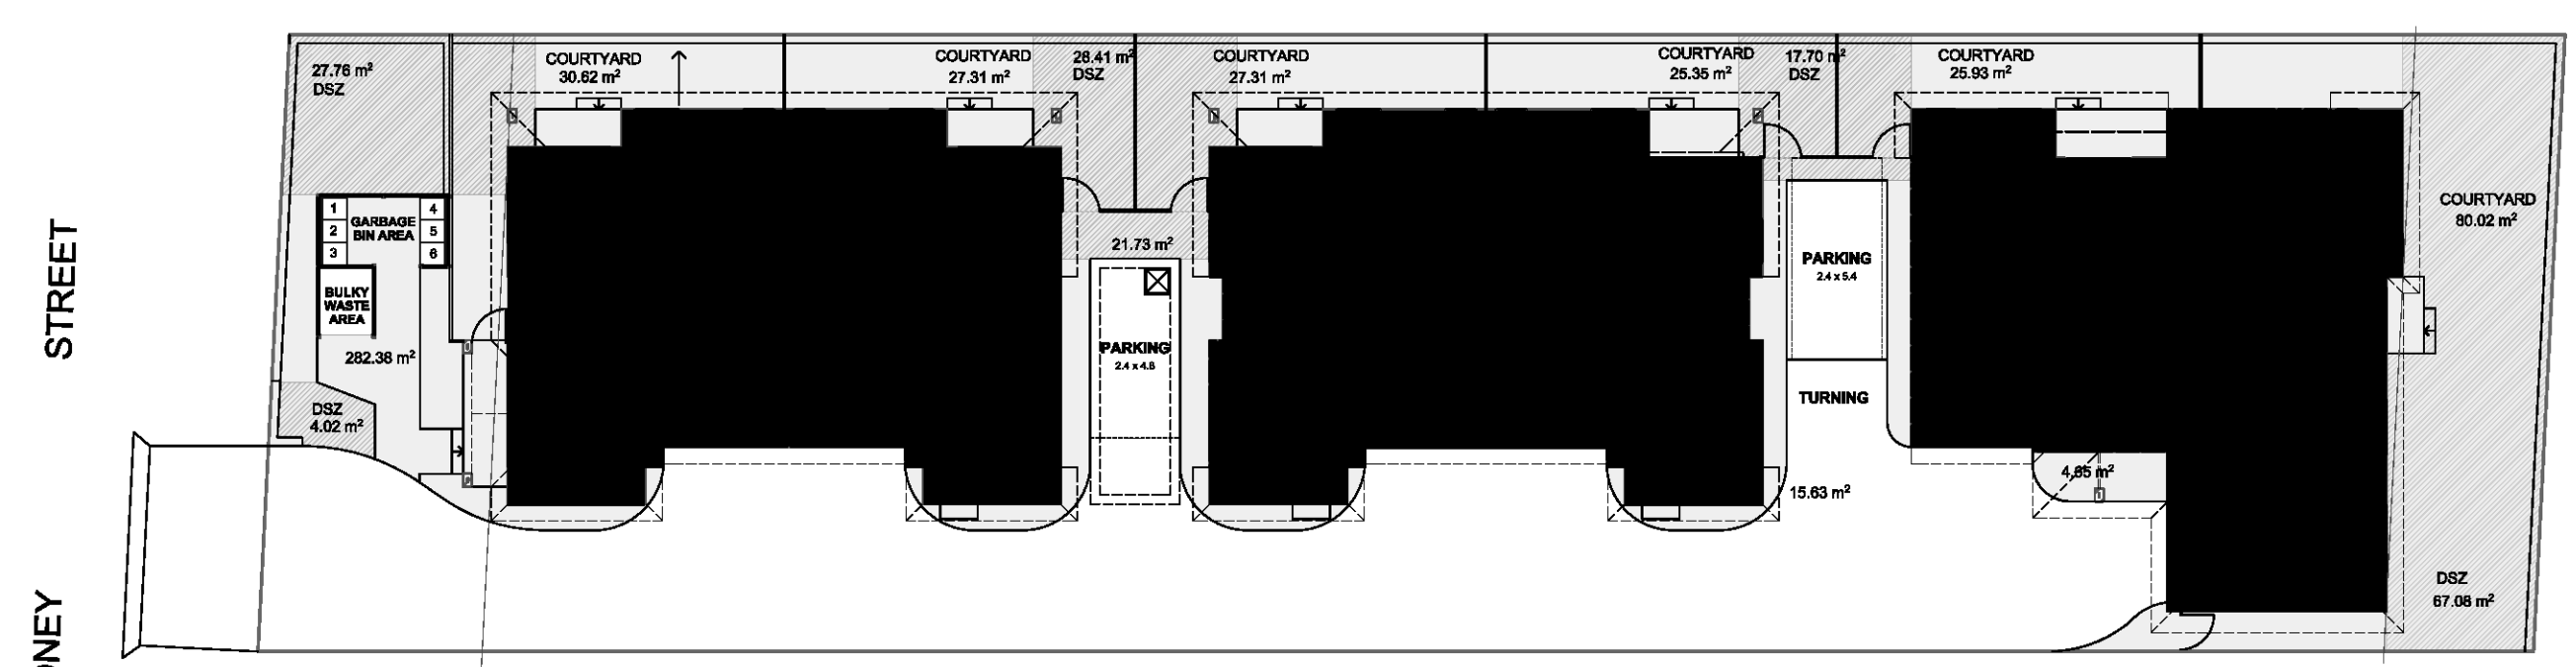 COURTYARD
30.62 m²
COURTYARD
27.31 m²
28.41 m²
DSZ
COURTYARD
27.31 m²
COURTYARD
25.35 m²
17.70 m²
DSZ
COURTYARD
25.93 m²
27.76 m²
DSZ
COURTYARD
80.02 m²
1
2
3
GARBAGE
BIN AREA
4
5
6
BULKY
WASTE
AREA
282.38 m²
DSZ
4.02 m²
21.73 m²
PARKING
2.4 x 4.8
PARKING
2.4 x 5.4
TURNING
15.63 m²
4.65 m²
DSZ
67.08 m²
STREET